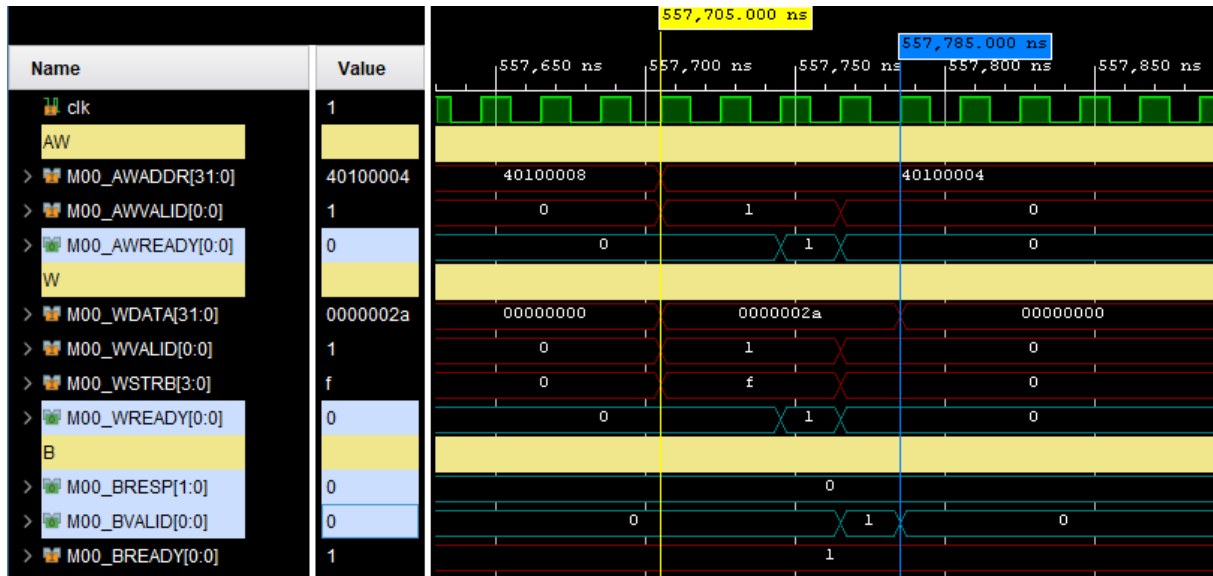 557,705.000 ns
557,785.000 ns
Name Value 557,650 ns 557,700 ns 557,750 ns 557,800 ns 557,850 ns
clk 1
AW
M00_AWADDR[31:0] 40100004 40100008 40100004
M00_AWVALID[0:0] 1 0 1 0
M00_AWREADY[0:0] 0 0 1 0
W
M00_WDATA[31:0] 0000002a 00000000 0000002a 00000000
M00_WVALID[0:0] 1 0 1 0
M00_WSTRB[3:0] f 0 f 0
M00_WREADY[0:0] 0 0 1 0
B
M00_BRESP[1:0] 0 0
M00_BVALID[0:0] 0 0 1 0
M00_BREADY[0:0] 1 1